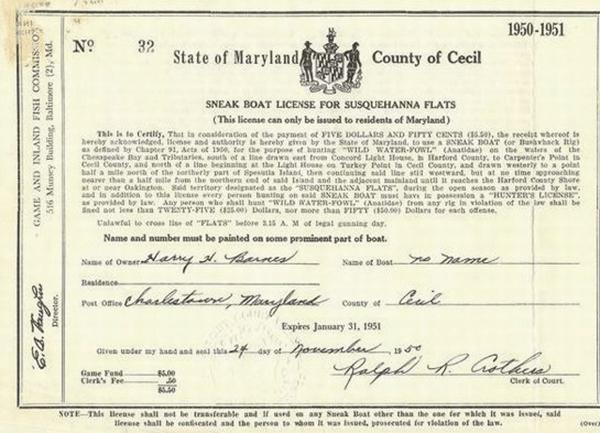 1950-1951
GAME AND INLAND FISH COMMISSION
516 Munsey Building, Baltimore (2), Md.
E. A. Vaughn
Director.
No 32
State of Maryland County of Cecil
SNEAK BOAT LICENSE FOR SUSQUEHANNA FLATS
(This license can only be issued to residents of Maryland)
This is to Certify, That in consideration of the payment of FIVE DOLLARS AND FIFTY CENTS ($5.50), the receipt whereof is
hereby acknowledged, license and authority is hereby given by the State of Maryland, to use a SNEAK BOAT (or Bushwhack Rig)
as defined by Chapter 91, Acts of 1950, for the purpose of hunting "WILD WATER-FOWL" (Anatidae) on the waters of the
Chesapeake Bay and Tributaries, south of a line drawn east from Concord Light House, in Harford County, to Carpenter's Point in
Cecil County, and north of a line beginning at the Light House on Turkey Point in Cecil County, and drawn westerly to a point
half a mile north of the northerly part of Spesutia Island, then continuing said line still westward, but at no time approaching
nearer than a half mile from the northern end of said Island and the adjacent mainland until it reaches the Harford County Shore
at or near Oakington. Said territory designated as the "SUSQUEHANNA FLATS," during the open season as provided by law,
and in addition to this license every person hunting on said SNEAK BOAT must have in possession a "HUNTER'S LICENSE",
as provided by law. Any person who shall hunt "WILD WATER-FOWL" (Anatidae) from any rig in violation of the law shall be
fined not less than TWENTY-FIVE ($25.00) Dollars, nor more than FIFTY ($50.00) Dollars for each offense.
Unlawful to cross line of "FLATS" before 3.15 A. M of legal gunning day.
Name and number must be painted on some prominent part of boat.
Name of Owner Harry H. Barnes Name of Boat no name
Residence
Post Office Charlestown, Maryland County of Cecil
Expires January 31, 1951
Given under my hand and seal this 24 day of November 1950
Game Fund $5.00
Clerk's Fee .50
$5.50
Ralph R. Crothers
Clerk of Court.
NOTE—This license shall not be transferable and if used on any Sneak Boat other than the one for which it was issued, said
license shall be confiscated and the person to whom it was issued, prosecuted for violation of the law. (Over)